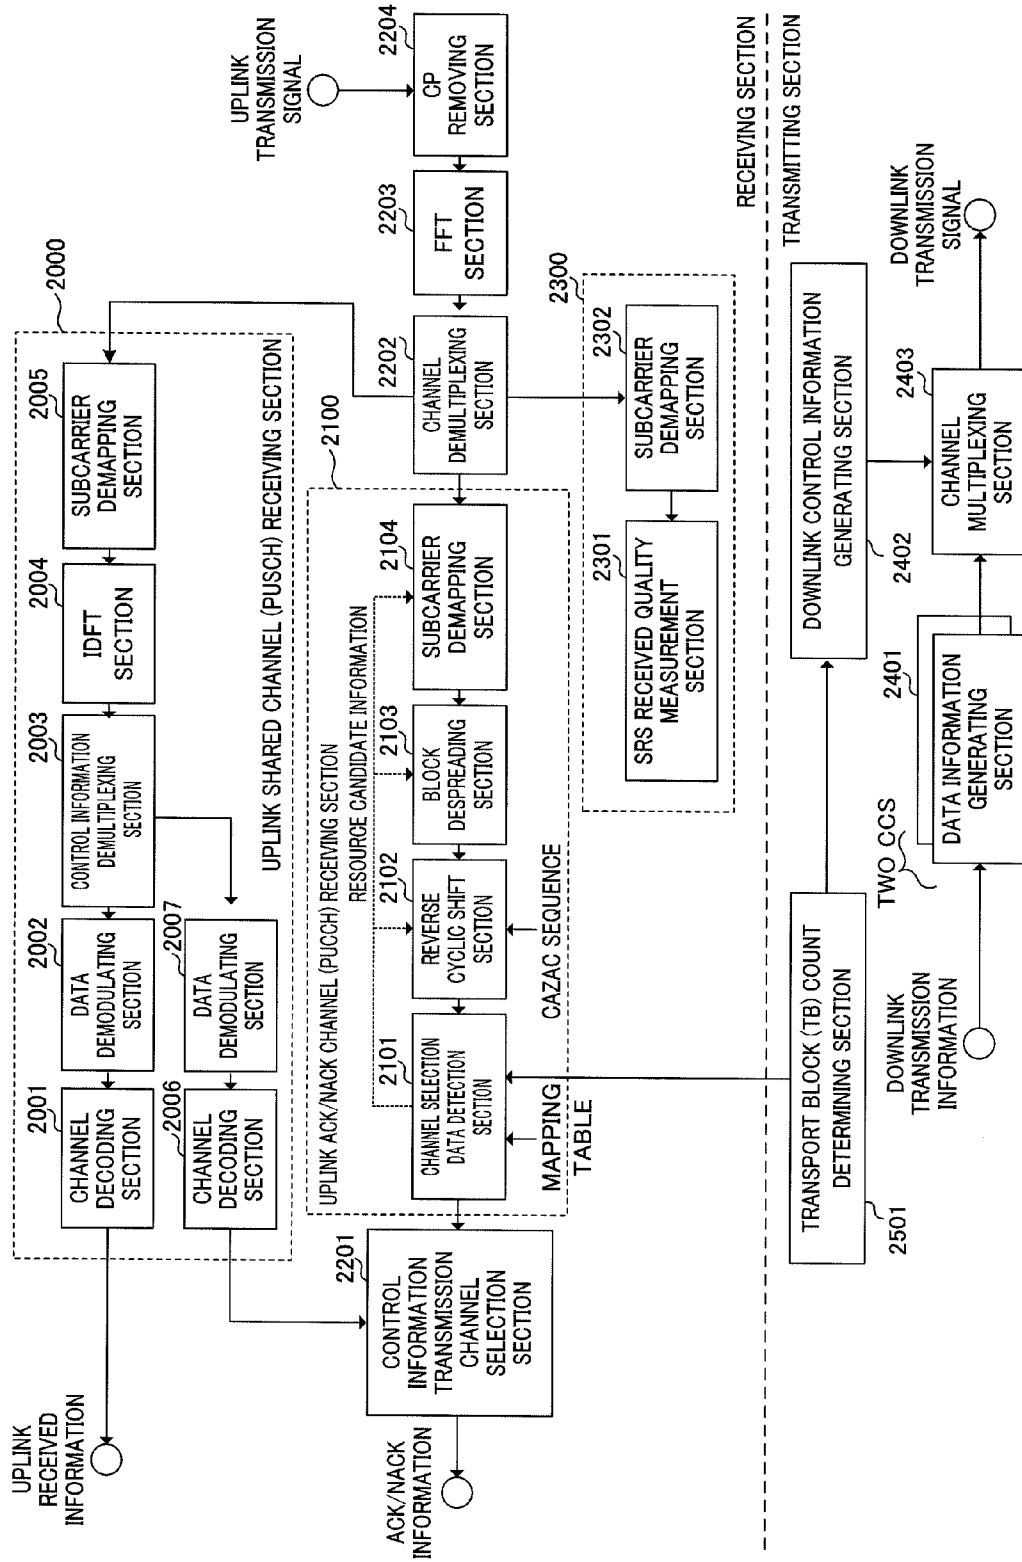 UPLINK
RECEIVED
INFORMATION
2001
CHANNEL
DECODING
SECTION
2002
DATA
DEMODULATING
SECTION
2003
CONTROL INFORMATION
DEMULTIPLEXING
SECTION
2004
IDFT
SECTION
2005
SUBCARRIER
DEMAPPING
SECTION
2000
2006
CHANNEL
DECODING
SECTION
2007
DATA
DEMODULATING
SECTION
UPLINK SHARED CHANNEL (PUSCH) RECEIVING SECTION
UPLINK
TRANSMISSION
SIGNAL
UPLINK ACK/NACK CHANNEL (PUCCH) RECEIVING SECTION
RESOURCE CANDIDATE INFORMATION
2100
ACK/NACK
INFORMATION
2201
CONTROL
INFORMATION
TRANSMISSION
CHANNEL
SELECTION
SECTION
2101
CHANNEL SELECTION
DATA DETECTION
SECTION
2102
REVERSE
CYCLIC SHIFT
SECTION
2103
BLOCK
DESPREADING
SECTION
2104
SUBCARRIER
DEMAPPING
SECTION
2202
CHANNEL
DEMULTIPLEXING
SECTION
2203
FFT
SECTION
2204
CP
REMOVING
SECTION
MAPPING
TABLE
CAZAC SEQUENCE
2300
2301
SRS RECEIVED QUALITY
MEASUREMENT
SECTION
2302
SUBCARRIER
DEMAPPING
SECTION
RECEIVING SECTION
TRANSMITTING SECTION
TRANSPORT BLOCK (TB) COUNT
DETERMINING SECTION
2501
DOWNLINK CONTROL INFORMATION
GENERATING SECTION
2402
DOWNLINK
TRANSMISSION
INFORMATION
TWO CCS
2401
DATA INFORMATION
GENERATING
SECTION
2403
CHANNEL
MULTIPLEXING
SECTION
DOWNLINK
TRANSMISSION
SIGNAL